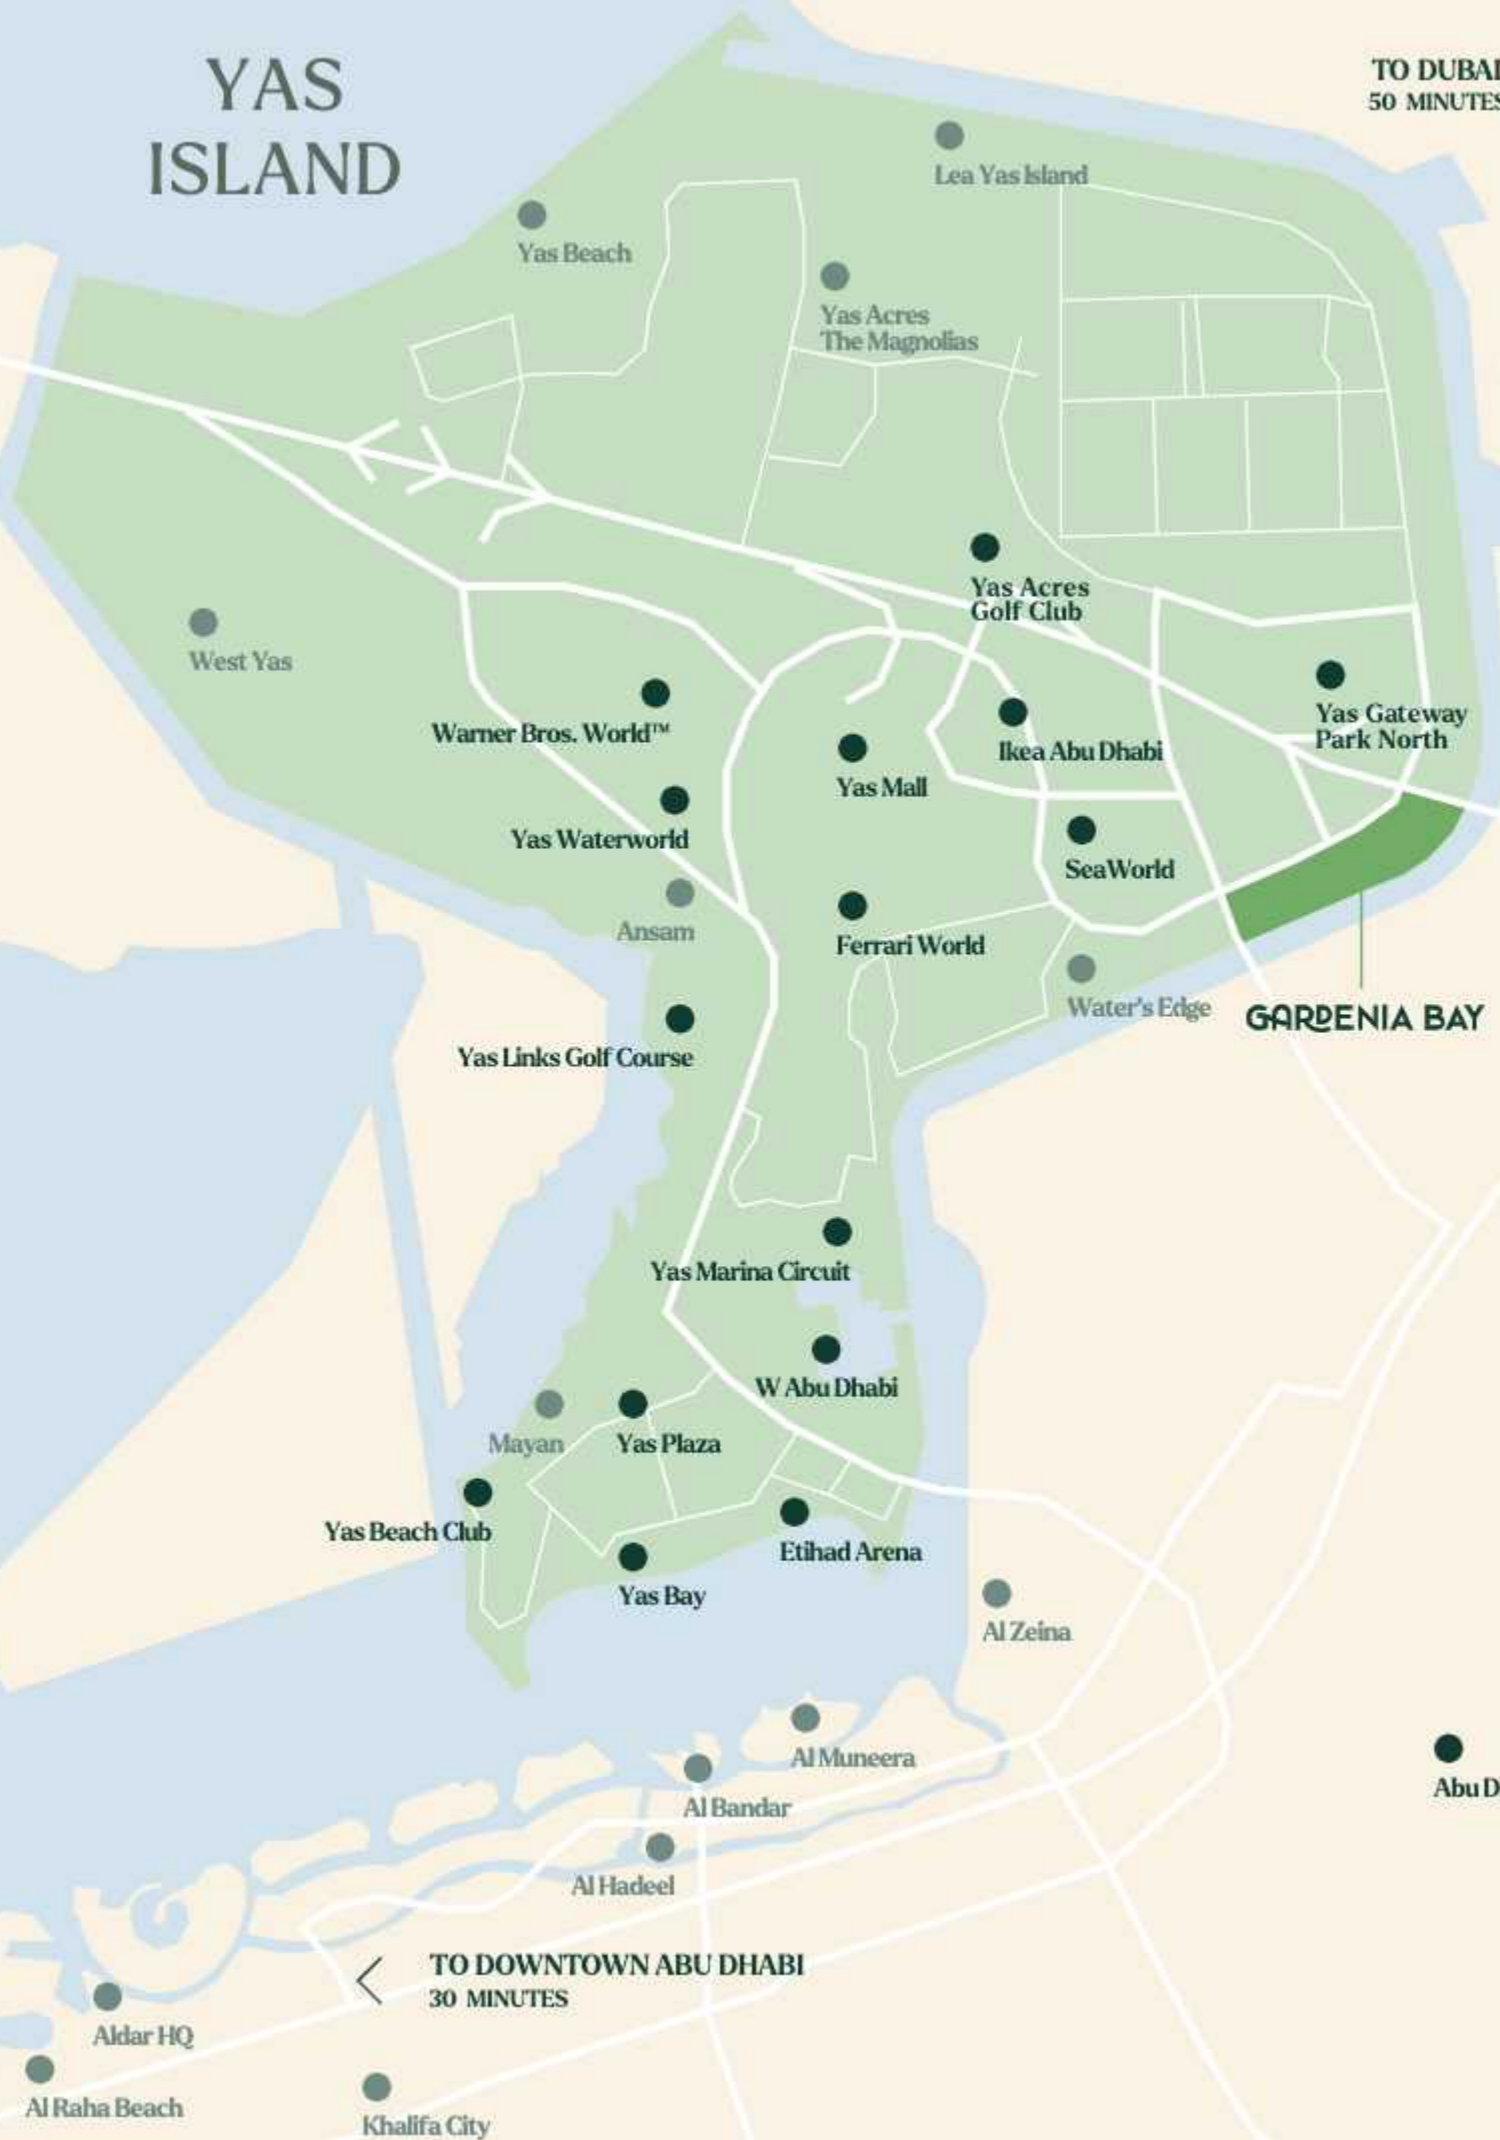 YAS
ISLAND
TO DUBAI
50 MINUTES
Lea Yas Island
Yas Beach
Yas Acres
The Magnolias
Yas Acres
Golf Club
West Yas
Yas Gateway
Park North
Warner Bros. World™
Ikea Abu Dhabi
Yas Mall
Yas Waterworld
SeaWorld
Ansam
Ferrari World
Water's Edge
GARDENIA BAY
Yas Links Golf Course
Yas Marina Circuit
W Abu Dhabi
Mayan
Yas Plaza
Yas Beach Club
Etihad Arena
Yas Bay
Al Zeina
Al Muneera
Abu D
Al Bandar
Al Hadeel
TO DOWNTOWN ABU DHABI
30 MINUTES
Aldar HQ
Al Raha Beach
Khalifa City